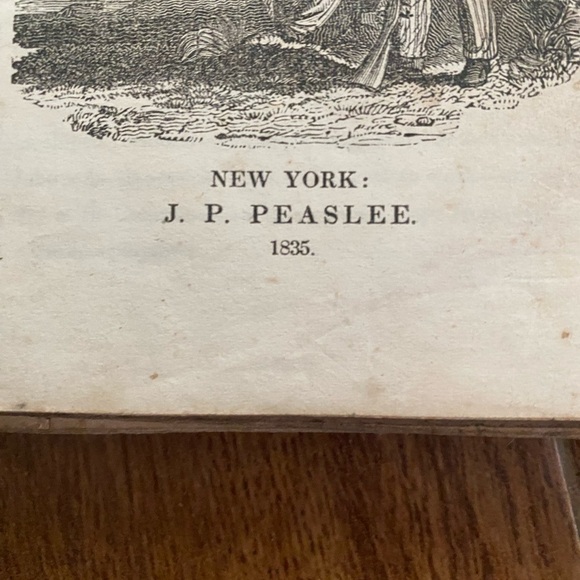 NEW YORK:
J. P. PEASLEE.
1835.